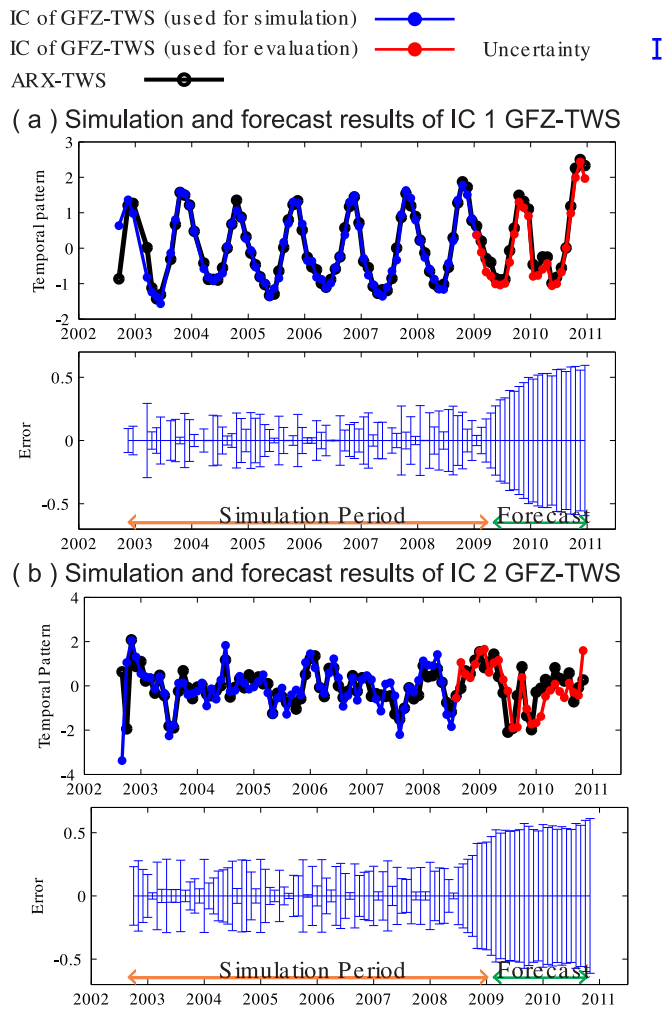 IC of GFZ-TWS (used for simulation)
IC of GFZ-TWS (used for evaluation) Uncertainty
ARX-TWS
( a ) Simulation and forecast results of IC 1 GFZ-TWS
Temporal pattern
3
2
1
0
-1
-2
2002 2003 2004 2005 2006 2007 2008 2009 2010 2011
Error
0.5
0
-0.5
Simulation Period Forecast
2002 2003 2004 2005 2006 2007 2008 2009 2010 2011
( b ) Simulation and forecast results of IC 2 GFZ-TWS
Temporal Pattern
4
2
0
-2
-4
2002 2003 2004 2005 2006 2007 2008 2009 2010 2011
Error
0.5
0
-0.5
Simulation Period Forecast
2002 2003 2004 2005 2006 2007 2008 2009 2010 2011